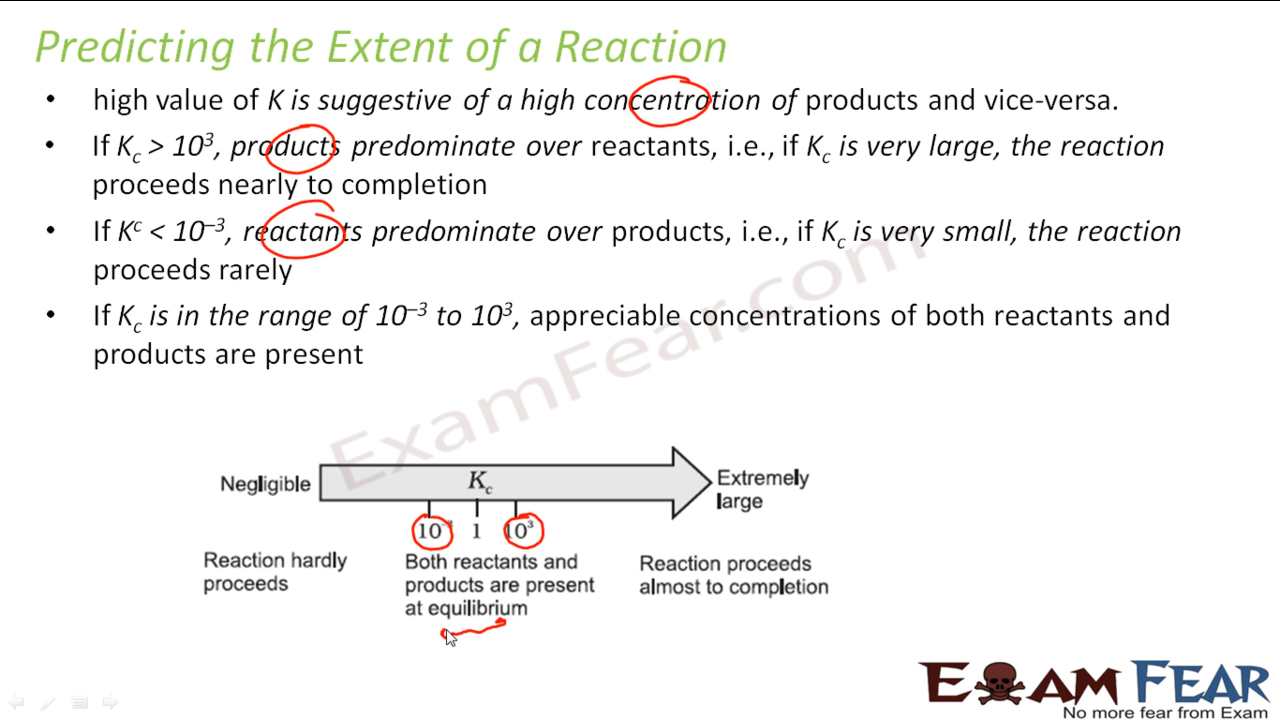 Predicting the Extent of a Reaction
• high value of K is suggestive of a high concentration of products and vice-versa.
• If Kc > 10³, products predominate over reactants, i.e., if Kc is very large, the reaction
proceeds nearly to completion
• If Kᶜ < 10⁻³, reactants predominate over products, i.e., if Kc is very small, the reaction
proceeds rarely
• If Kc is in the range of 10⁻³ to 10³, appreciable concentrations of both reactants and
products are present
ExamFear.com
Negligible Kc Extremely
large
10⁻³ 1 10³
Reaction hardly
proceeds
Both reactants and
products are present
at equilibrium
Reaction proceeds
almost to completion
EXAM FEAR
No more fear from Exam